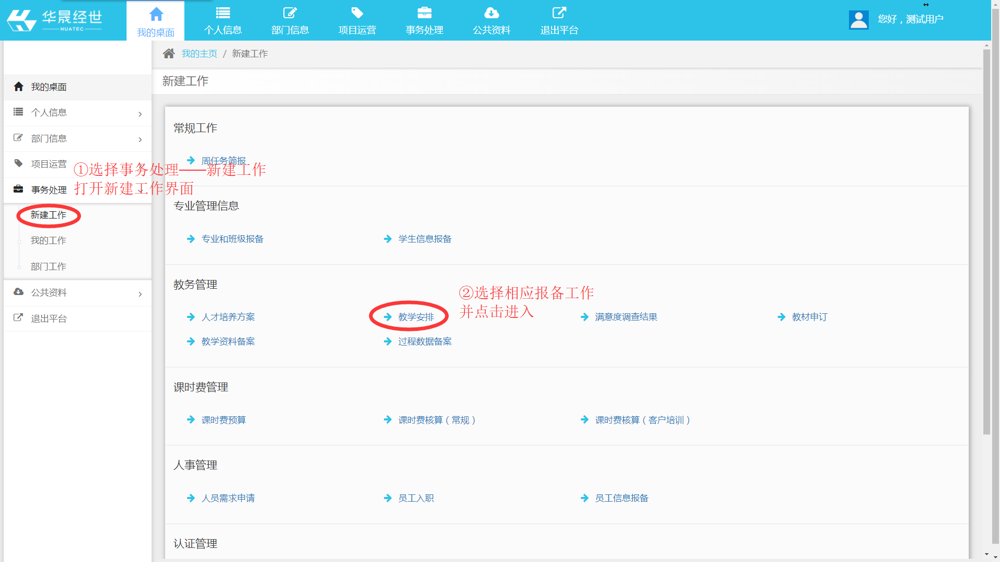 华晟经世
HUATEC
我的桌面
个人信息
部门信息
项目运营
事务处理
公共资料
退出平台
您好，测试用户
我的主页 / 新建工作
新建工作
我的桌面
个人信息
部门信息
项目运营
事务处理
新建工作
我的工作
部门工作
公共资料
退出平台
①选择事务处理——新建工作
打开新建工作界面
常规工作
周任务简报
专业管理信息
专业和班级报备
学生信息报备
教务管理
②选择相应报备工作
并点击进入
人才培养方案
教学安排
满意度调查结果
教材申订
教学资料备案
过程数据备案
课时费管理
课时费预算
课时费核算（常规）
课时费核算（客户培训）
人事管理
人员需求申请
员工入职
员工信息报备
认证管理